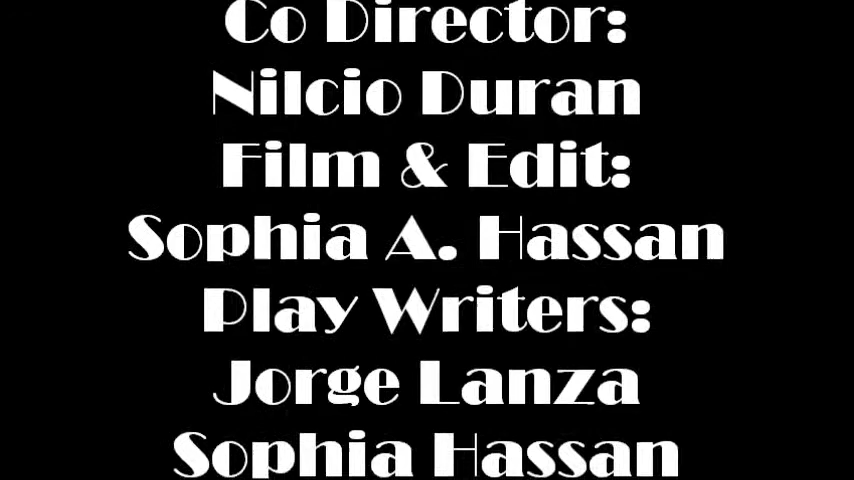 Co Director:
Nilcio Duran
Film & Edit:
Sophia A. Hassan
Play Writers:
Jorge Lanza
Sophia Hassan